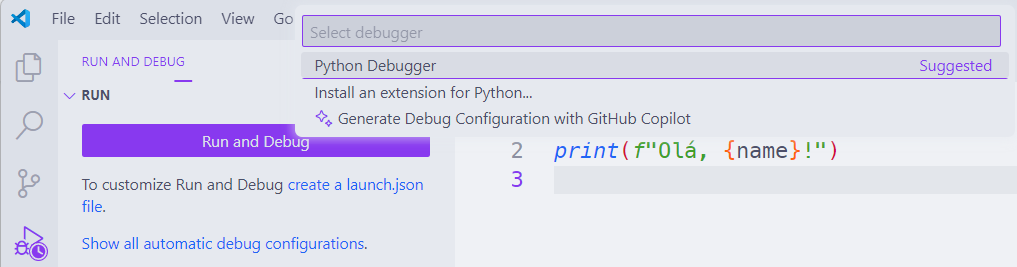 File Edit Selection View Go
Select debugger
Python Debugger Suggested
Install an extension for Python...
Generate Debug Configuration with GitHub Copilot
RUN AND DEBUG
RUN
Run and Debug
To customize Run and Debug create a launch.json
file.
Show all automatic debug configurations.
2 print(f"Olá, {name}!")
3